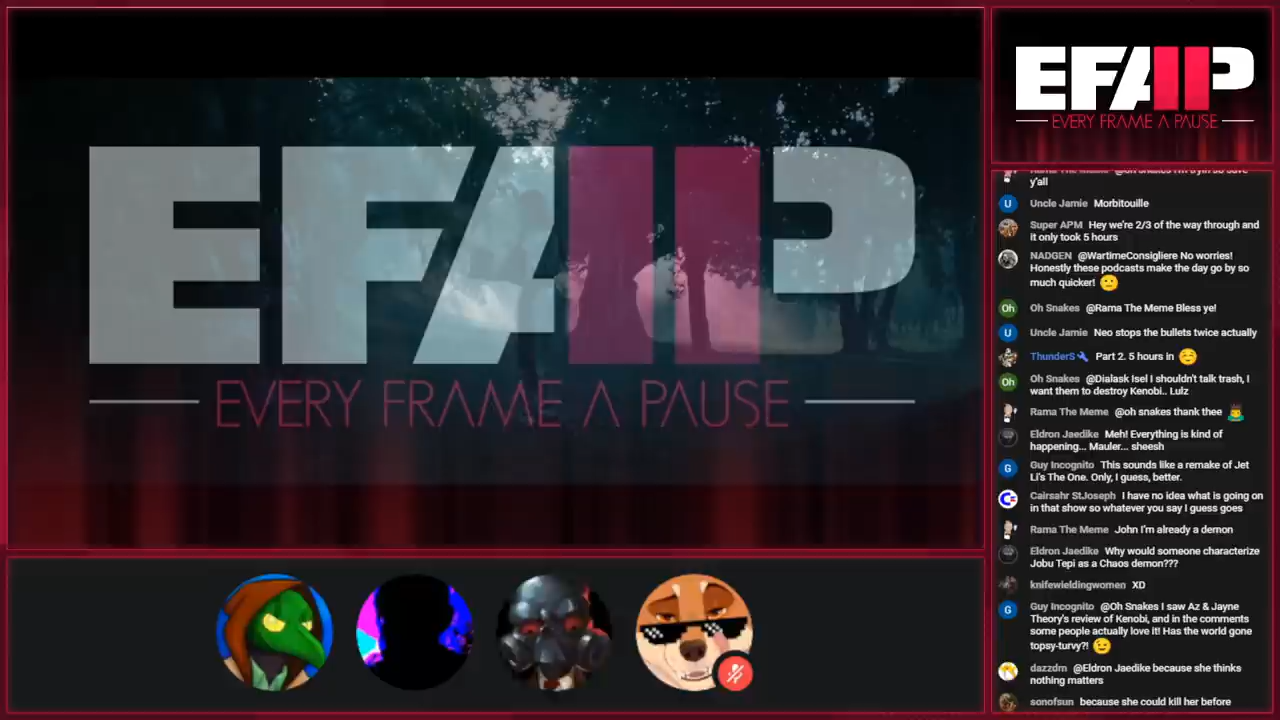 EFAP
EVERY FRAME A PAUSE
EFAP
EVERY FRAME A PAUSE
y'all
U Uncle Jamie Morbitouille
Super APM Hey we're 2/3 of the way through and
it only took 5 hours
NADGEN @WartimeConsigliere No worries!
Honestly these podcasts make the day go by so
much quicker! 🙂
Oh Oh Snakes @Rama The Meme Bless ye!
U Uncle Jamie Neo stops the bullets twice actually
ThunderS Part 2. 5 hours in ☺️
Oh Oh Snakes @Dialask Isel I shouldn't talk trash, I
want them to destroy Kenobi.. Lulz
Rama The Meme @oh snakes thank thee
Eldron Jaedike Meh! Everything is kind of
happening... Mauler... sheesh
G Guy Incognito This sounds like a remake of Jet
Li's The One. Only, I guess, better.
Cairsahr StJoseph I have no idea what is going on
in that show so whatever you say I guess goes
Rama The Meme John I'm already a demon
Eldron Jaedike Why would someone characterize
Jobu Tepi as a Chaos demon???
knifewieldingwomen XD
G Guy Incognito @Oh Snakes I saw Az & Jayne
Theory's review of Kenobi, and in the comments
some people actually love it! Has the world gone
topsy-turvy?! 😉
dazzdm @Eldron Jaedike because she thinks
nothing matters
sonofsun because she could kill her before